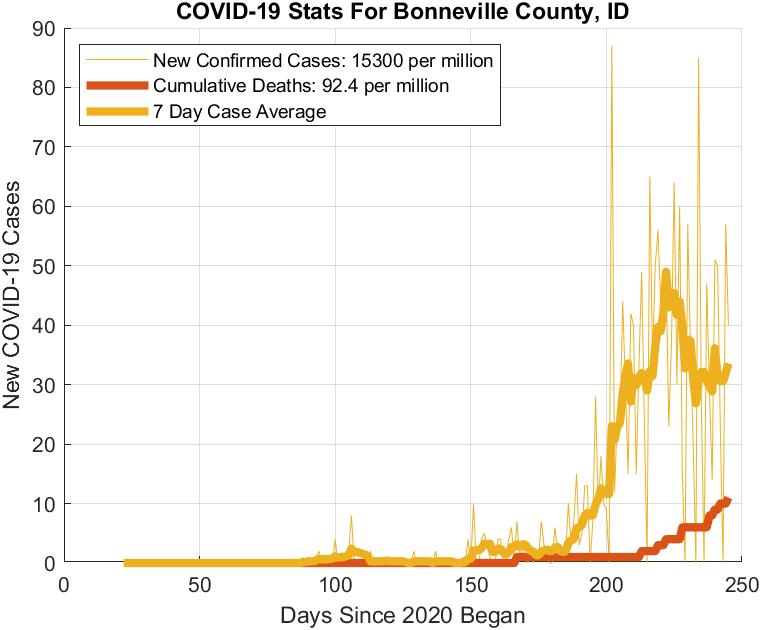 COVID-19 Stats For Bonneville County, ID
New Confirmed Cases: 15300 per million
Cumulative Deaths: 92.4 per million
7 Day Case Average
New COVID-19 Cases
90
80
70
60
50
40
30
20
10
0
0 50 100 150 200 250
Days Since 2020 Began